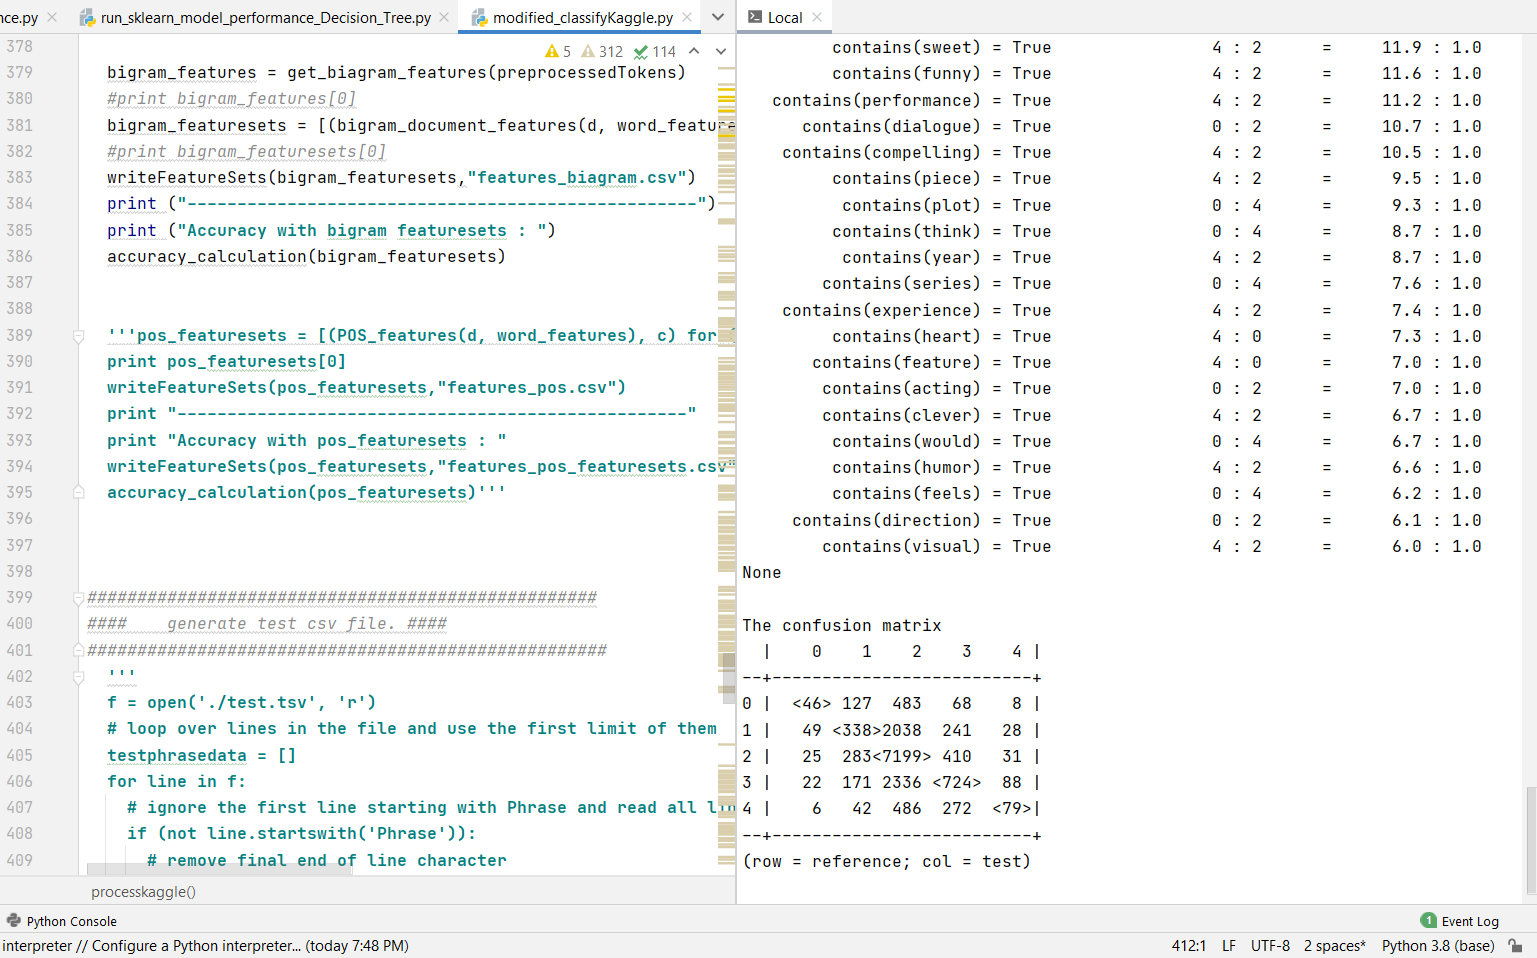 nce.py
run_sklearn_model_performance_Decision_Tree.py
modified_classifyKaggle.py
Local
5 312 114
378
379 bigram_features = get_biagram_features(preprocessedTokens)
380 #print bigram_features[0]
381 bigram_featuresets = [(bigram_document_features(d, word_feature
382 #print bigram_featuresets[0]
383 writeFeatureSets(bigram_featuresets,"features_biagram.csv")
384 print ("---------------------------------------------------")
385 print ("Accuracy with bigram featuresets : ")
386 accuracy_calculation(bigram_featuresets)
387
388
389 '''pos_featuresets = [(POS_features(d, word_features), c) for (
390 print pos_featuresets[0]
391 writeFeatureSets(pos_featuresets,"features_pos.csv")
392 print "---------------------------------------------------"
393 print "Accuracy with pos_featuresets : "
394 writeFeatureSets(pos_featuresets,"features_pos_featuresets.csv"
395 accuracy_calculation(pos_featuresets)'''
396
397
398
399 ###################################################
400 #### generate test csv file. ####
401 ####################################################
402 '''
403 f = open('./test.tsv', 'r')
404 # loop over lines in the file and use the first limit of them
405 testphrasedata = []
406 for line in f:
407 # ignore the first line starting with Phrase and read all lin
408 if (not line.startswith('Phrase')):
409 # remove final end of line character
processkaggle()
contains(sweet) = True 4 : 2 = 11.9 : 1.0
contains(funny) = True 4 : 2 = 11.6 : 1.0
contains(performance) = True 4 : 2 = 11.2 : 1.0
contains(dialogue) = True 0 : 2 = 10.7 : 1.0
contains(compelling) = True 4 : 2 = 10.5 : 1.0
contains(piece) = True 4 : 2 = 9.5 : 1.0
contains(plot) = True 0 : 4 = 9.3 : 1.0
contains(think) = True 0 : 4 = 8.7 : 1.0
contains(year) = True 4 : 2 = 8.7 : 1.0
contains(series) = True 0 : 4 = 7.6 : 1.0
contains(experience) = True 4 : 2 = 7.4 : 1.0
contains(heart) = True 4 : 0 = 7.3 : 1.0
contains(feature) = True 4 : 0 = 7.0 : 1.0
contains(acting) = True 0 : 2 = 7.0 : 1.0
contains(clever) = True 4 : 2 = 6.7 : 1.0
contains(would) = True 0 : 4 = 6.7 : 1.0
contains(humor) = True 4 : 2 = 6.6 : 1.0
contains(feels) = True 0 : 4 = 6.2 : 1.0
contains(direction) = True 0 : 2 = 6.1 : 1.0
contains(visual) = True 4 : 2 = 6.0 : 1.0
None
The confusion matrix
| 0 1 2 3 4 |
--+--------------------------+
0 | <46> 127 483 68 8 |
1 | 49 <338>2038 241 28 |
2 | 25 283<7199> 410 31 |
3 | 22 171 2336 <724> 88 |
4 | 6 42 486 272 <79>|
--+--------------------------+
(row = reference; col = test)
Python Console
1 Event Log
interpreter // Configure a Python interpreter... (today 7:48 PM)
412:1 LF UTF-8 2 spaces* Python 3.8 (base)